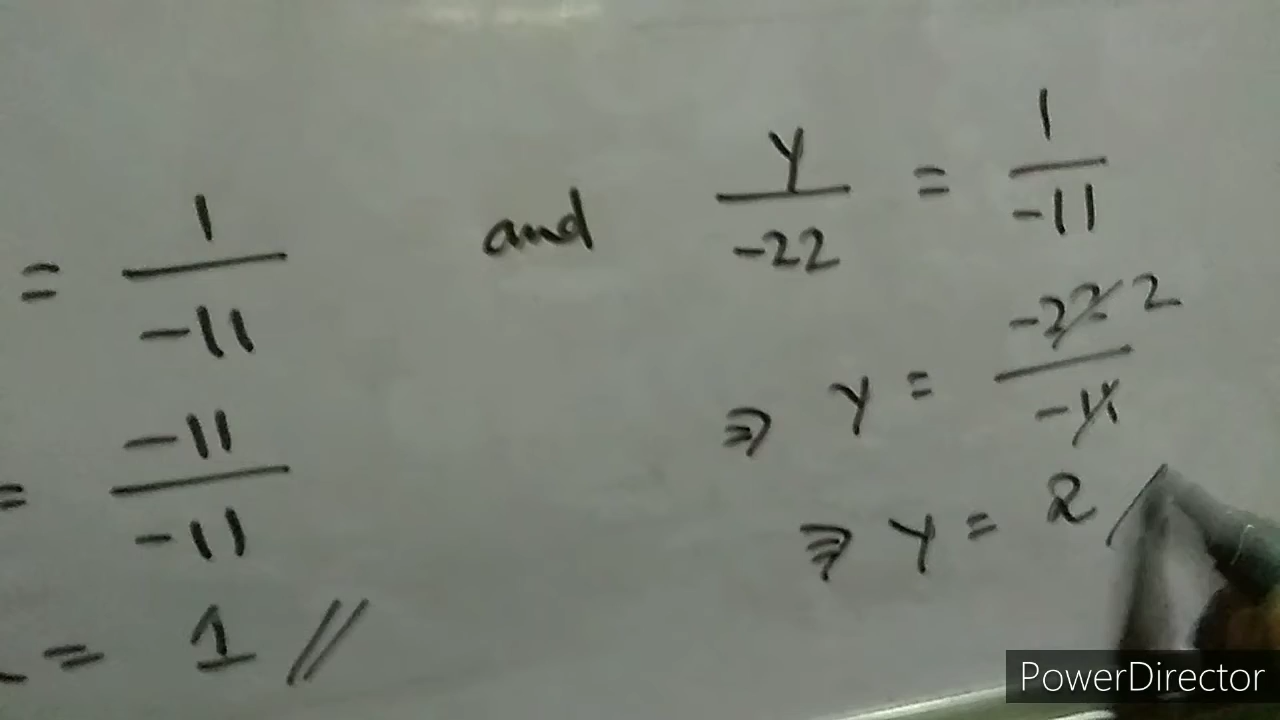 = 1/-11 and y/-22 = 1/-11
= -11/-11 ⇒ y = -22 2/-11
= 1 // ⇒ y = 2 /
PowerDirector